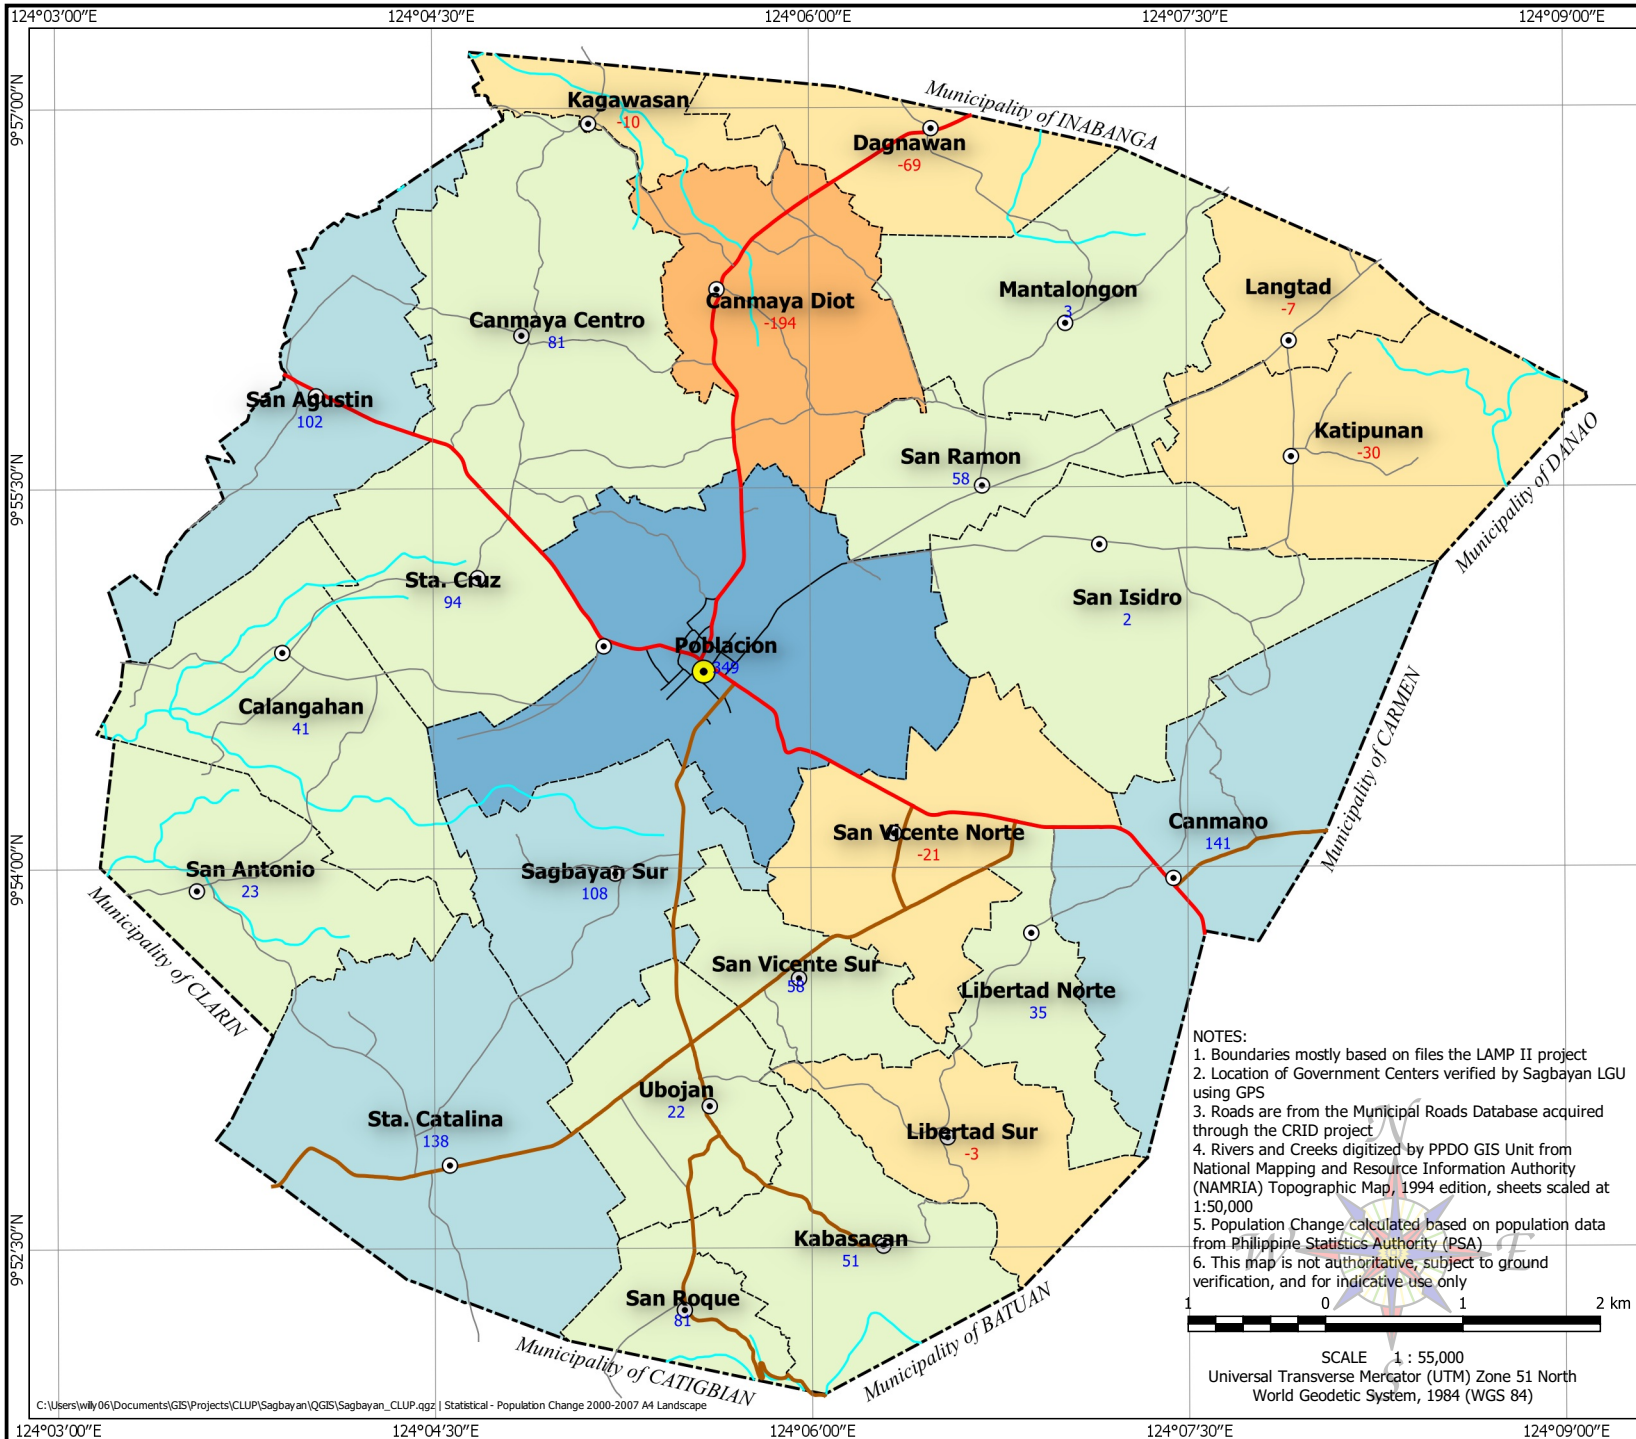 124°03′00″E 124°04′30″E 124°06′00″E 124°07′30″E 124°09′00″E
9°57′00″N
9°55′30″N
9°54′00″N
9°52′30″N
Municipality of INABANGA
Kagawasan
-10
Dagnawan
-69
Canmaya Diot
-194
Mantalongon
3
Langtad
-7
Canmaya Centro
81
San Agustin
102
Katipunan
-30
San Ramon
58
Municipality of DANAO
Sta. Cruz
94
San Isidro
2
Poblacion
349
Calangahan
41
Municipality of CARMEN
San Vicente Norte
-21
Canmano
141
San Antonio
23
Sagbayan Sur
108
Municipality of CLARIN
San Vicente Sur
58
Libertad Norte
35
Ubojan
22
Sta. Catalina
138
Libertad Sur
-3
Kabasacan
51
San Roque
81
Municipality of BATUAN
Municipality of CATIGBIAN
NOTES:
1. Boundaries mostly based on files the LAMP II project
2. Location of Government Centers verified by Sagbayan LGU
using GPS
3. Roads are from the Municipal Roads Database acquired
through the CRID project
4. Rivers and Creeks digitized by PPDO GIS Unit from
National Mapping and Resource Information Authority
(NAMRIA) Topographic Map, 1994 edition, sheets scaled at
1:50,000
5. Population Change calculated based on population data
from Philippine Statistics Authority (PSA)
6. This map is not authoritative, subject to ground
verification, and for indicative use only
N
W E
S
1 0 1 2 km
SCALE 1 : 55,000
Universal Transverse Mercator (UTM) Zone 51 North
World Geodetic System, 1984 (WGS 84)
C:\Users\willy06\Documents\GIS\Projects\CLUP\Sagbayan\QGIS\Sagbayan_CLUP.qgz | Statistical - Population Change 2000-2007 A4 Landscape
124°03′00″E 124°04′30″E 124°06′00″E 124°07′30″E 124°09′00″E